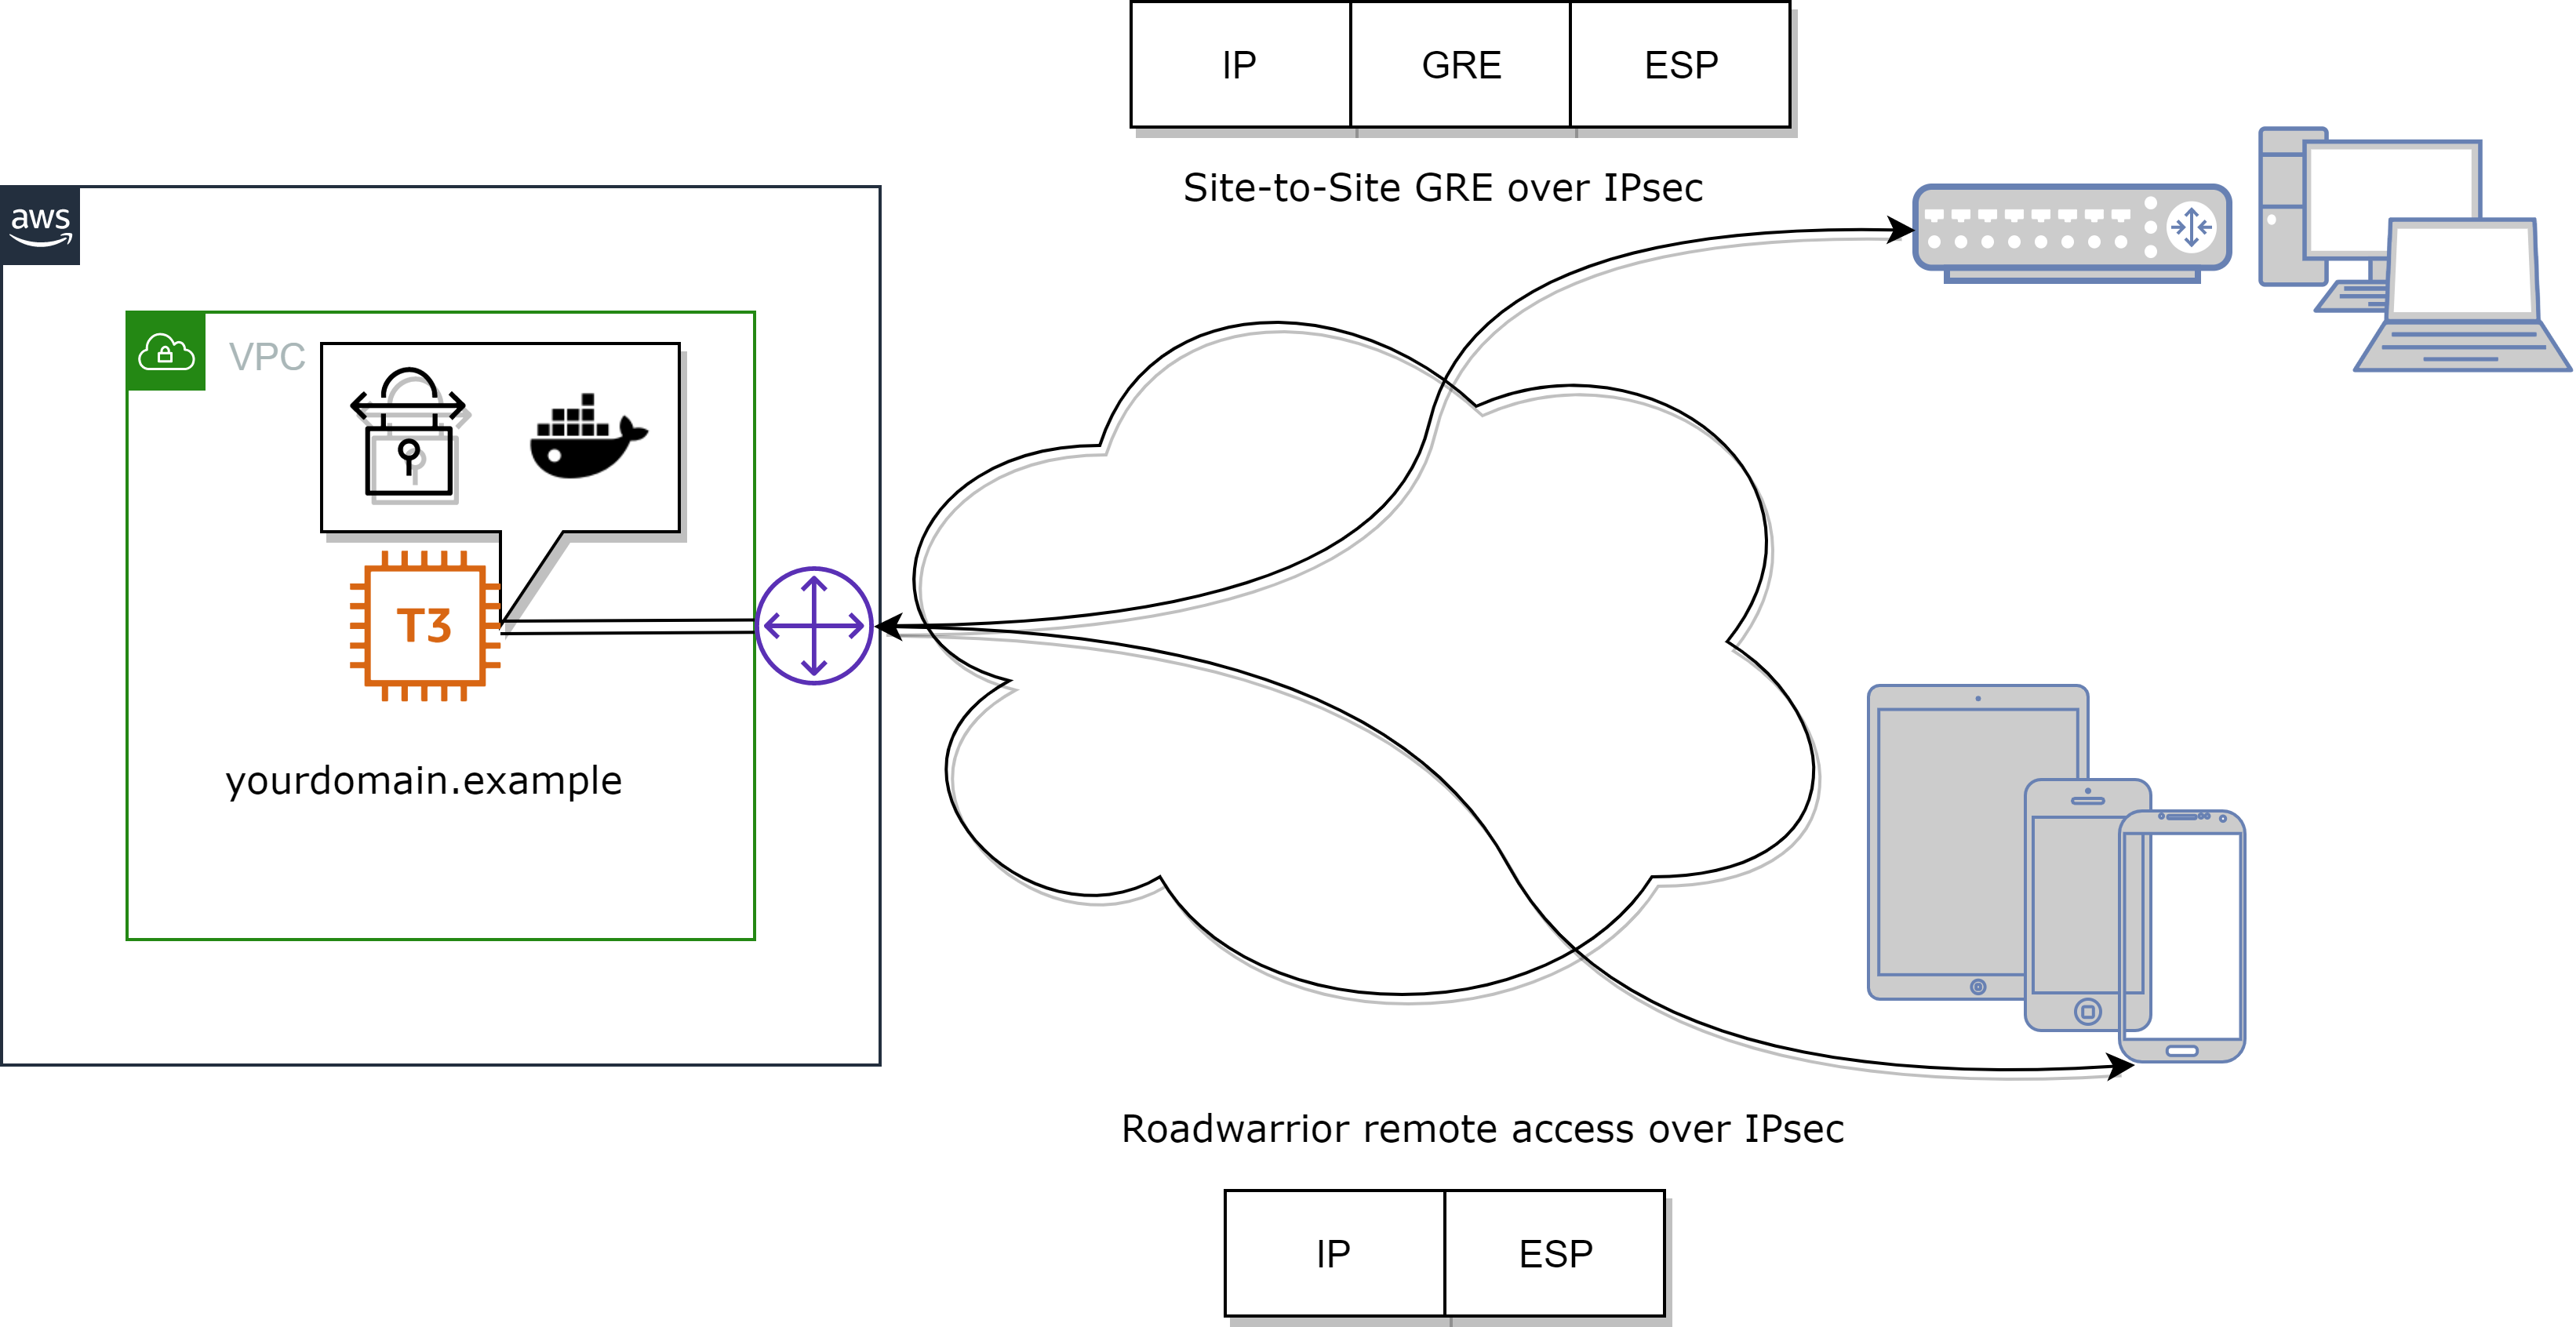 IP GRE ESP
Site-to-Site GRE over IPsec
aws
VPC
T3
yourdomain.example
Roadwarrior remote access over IPsec
IP ESP